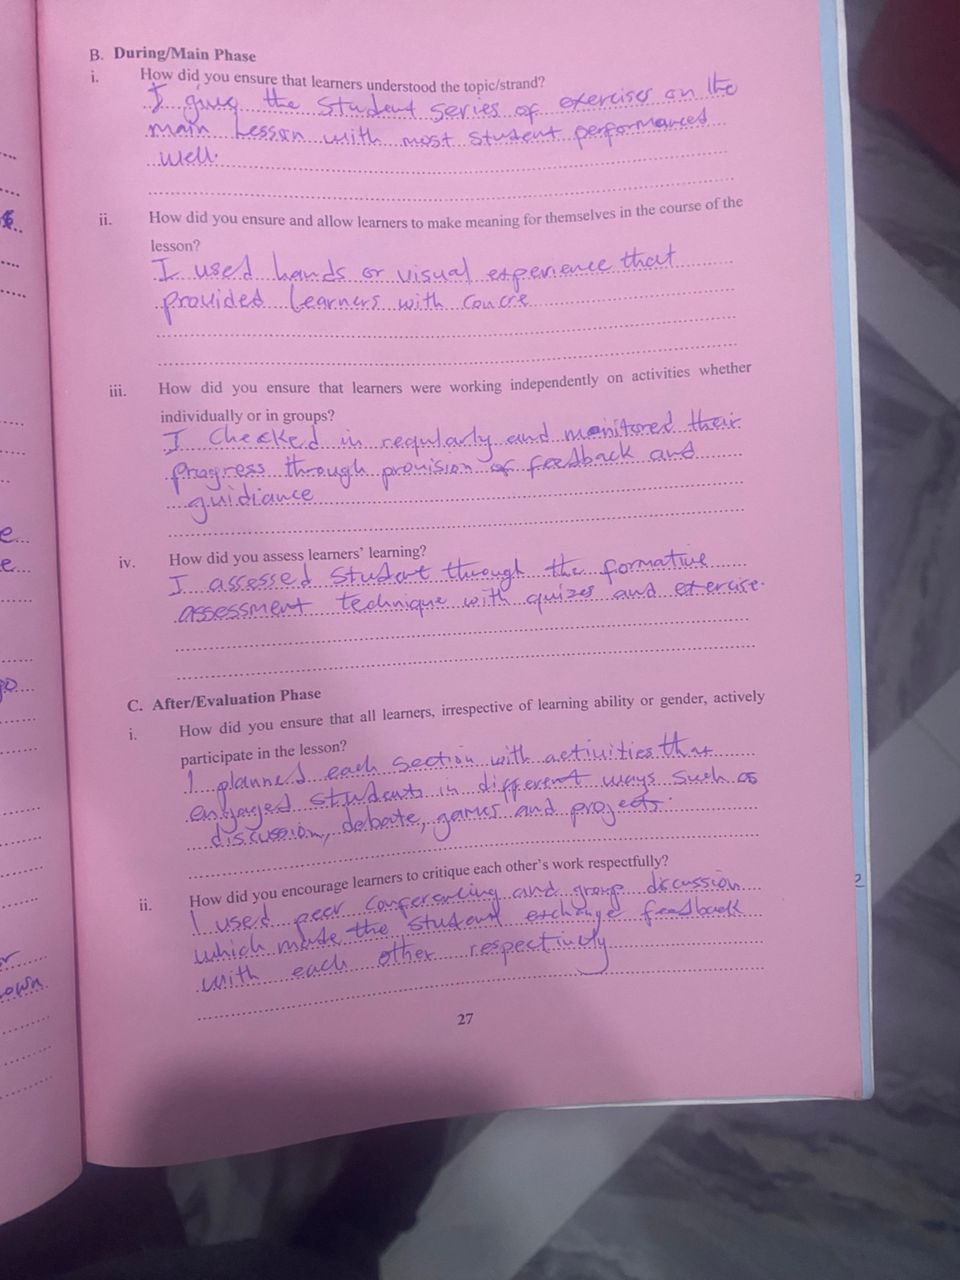 B. During/Main Phase
i. How did you ensure that learners understood the topic/strand?
I the Student series of exercises on the
main Lesson with most student performanced
well.
ii. How did you ensure and allow learners to make meaning for themselves in the course of the
lesson?
I used hands or visual experience that
provided Learners with concre
iii. How did you ensure that learners were working independently on activities whether
individually or in groups?
I Checked in regularly and monitored their
progress through provision of feedback and
guidiance
iv. How did you assess learners' learning?
I assessed Student through the formative
assessment technique with quizes and exercise.
C. After/Evaluation Phase
i. How did you ensure that all learners, irrespective of learning ability or gender, actively
participate in the lesson?
I planned each section with activities that
engaged students in different ways such as
discussion, debate, games and projects.
ii. How did you encourage learners to critique each other's work respectfully?
I used peer and group discussion
which made the student exchange feedback
with each other respectively
27
e
e
own
2